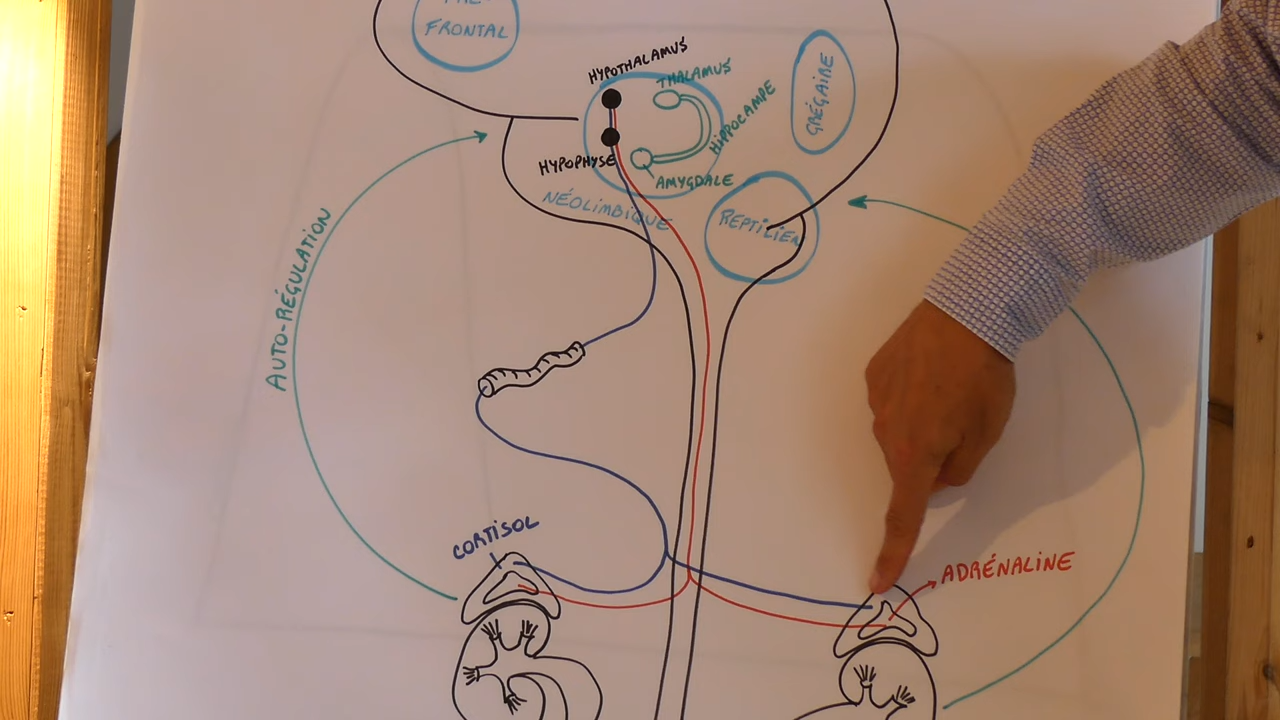 FRONTAL
HYPOTHALAMUS
THALAMUS
HIPPOCAMPE
GRÉGAIRE
HYPOPHYSE
AMYGDALE
NÉOLIMBIQUE
REPTILIEN
AUTO-RÉGULATION
CORTISOL
ADRÉNALINE